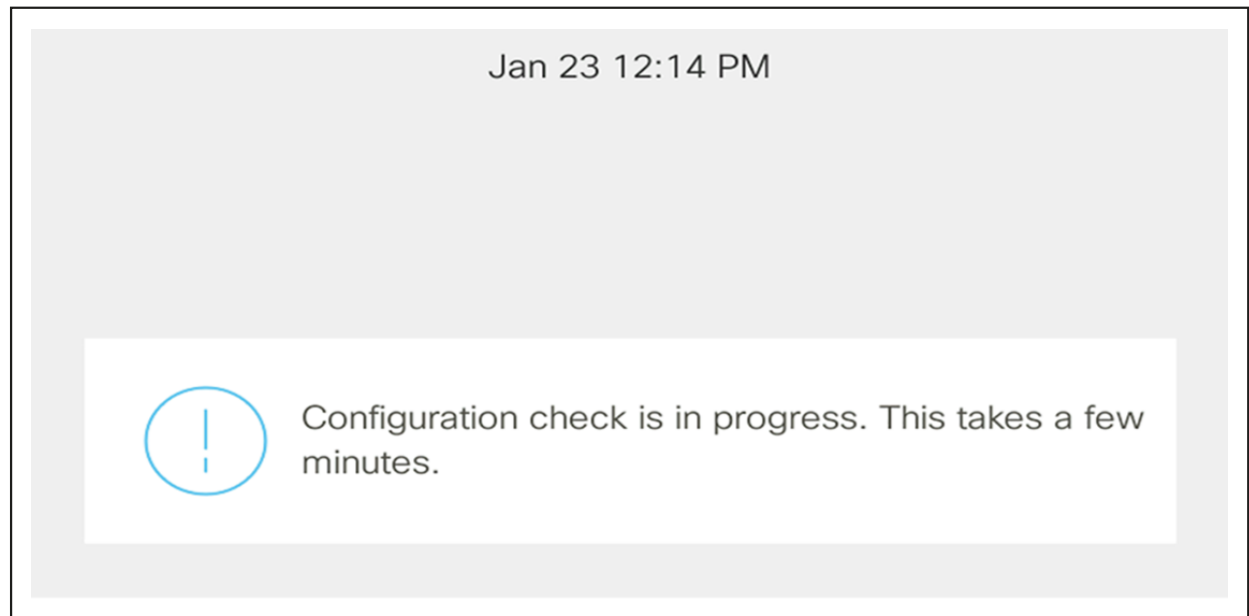 Jan 23 12:14 PM
Configuration check is in progress. This takes a few
minutes.